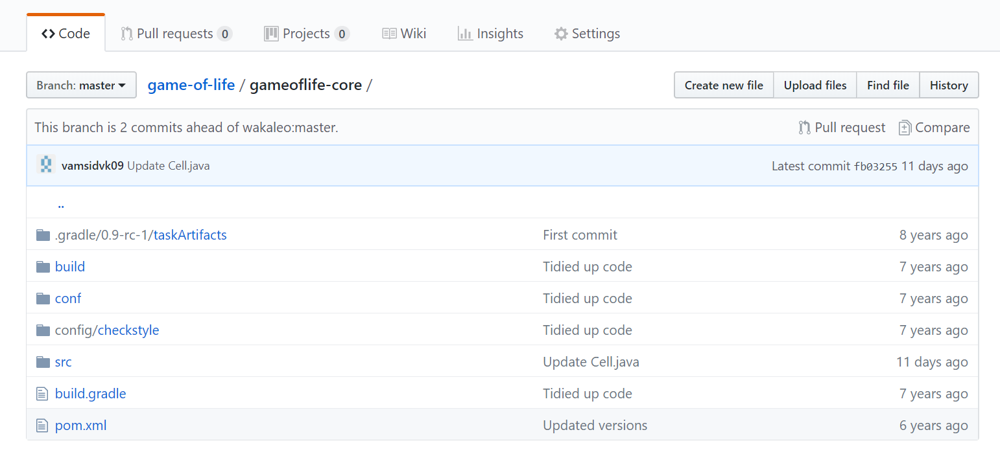 Code Pull requests 0 Projects 0 Wiki Insights Settings
Branch: master game-of-life / gameoflife-core / Create new file Upload files Find file History
This branch is 2 commits ahead of wakaleo:master. Pull request Compare
vamsidvk09 Update Cell.java Latest commit fb03255 11 days ago
..
.gradle/0.9-rc-1/taskArtifacts First commit 8 years ago
build Tidied up code 7 years ago
conf Tidied up code 7 years ago
config/checkstyle Tidied up code 7 years ago
src Update Cell.java 11 days ago
build.gradle Tidied up code 7 years ago
pom.xml Updated versions 6 years ago